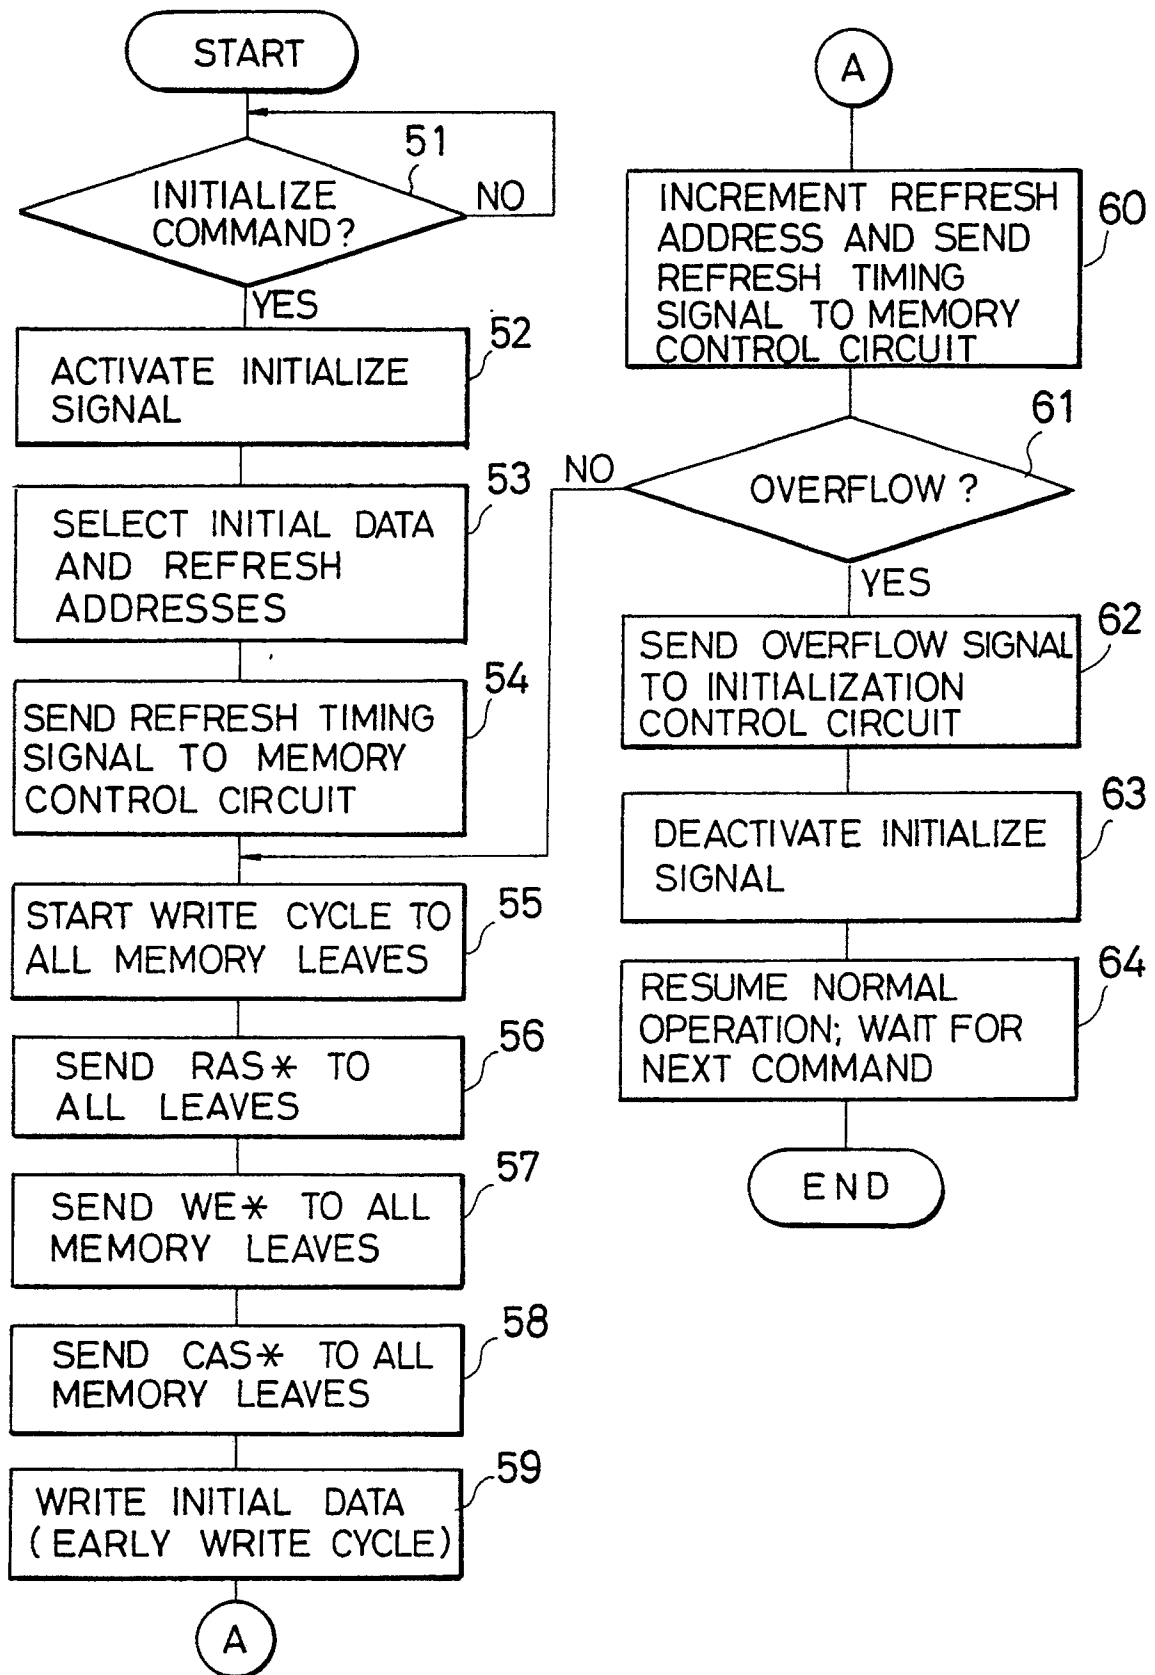 START
51
INITIALIZE
COMMAND?
NO
YES
52
ACTIVATE INITIALIZE
SIGNAL
53
SELECT INITIAL DATA
AND REFRESH
ADDRESSES
54
SEND REFRESH TIMING
SIGNAL TO MEMORY
CONTROL CIRCUIT
55
START WRITE CYCLE TO
ALL MEMORY LEAVES
56
SEND RAS* TO
ALL LEAVES
57
SEND WE* TO ALL
MEMORY LEAVES
58
SEND CAS* TO ALL
MEMORY LEAVES
59
WRITE INITIAL DATA
(EARLY WRITE CYCLE)
A
A
60
INCREMENT REFRESH
ADDRESS AND SEND
REFRESH TIMING
SIGNAL TO MEMORY
CONTROL CIRCUIT
61
NO
OVERFLOW?
YES
62
SEND OVERFLOW SIGNAL
TO INITIALIZATION
CONTROL CIRCUIT
63
DEACTIVATE INITIALIZE
SIGNAL
64
RESUME NORMAL
OPERATION; WAIT FOR
NEXT COMMAND
END